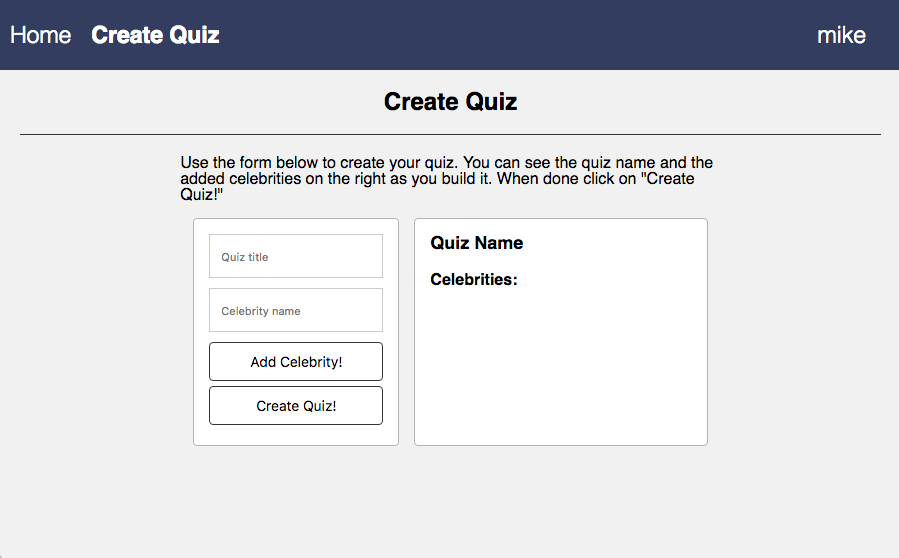 Home Create Quiz mike
Create Quiz
Use the form below to create your quiz. You can see the quiz name and the
added celebrities on the right as you build it. When done click on "Create
Quiz!"
Quiz title
Celebrity name
Add Celebrity!
Create Quiz!
Quiz Name
Celebrities: